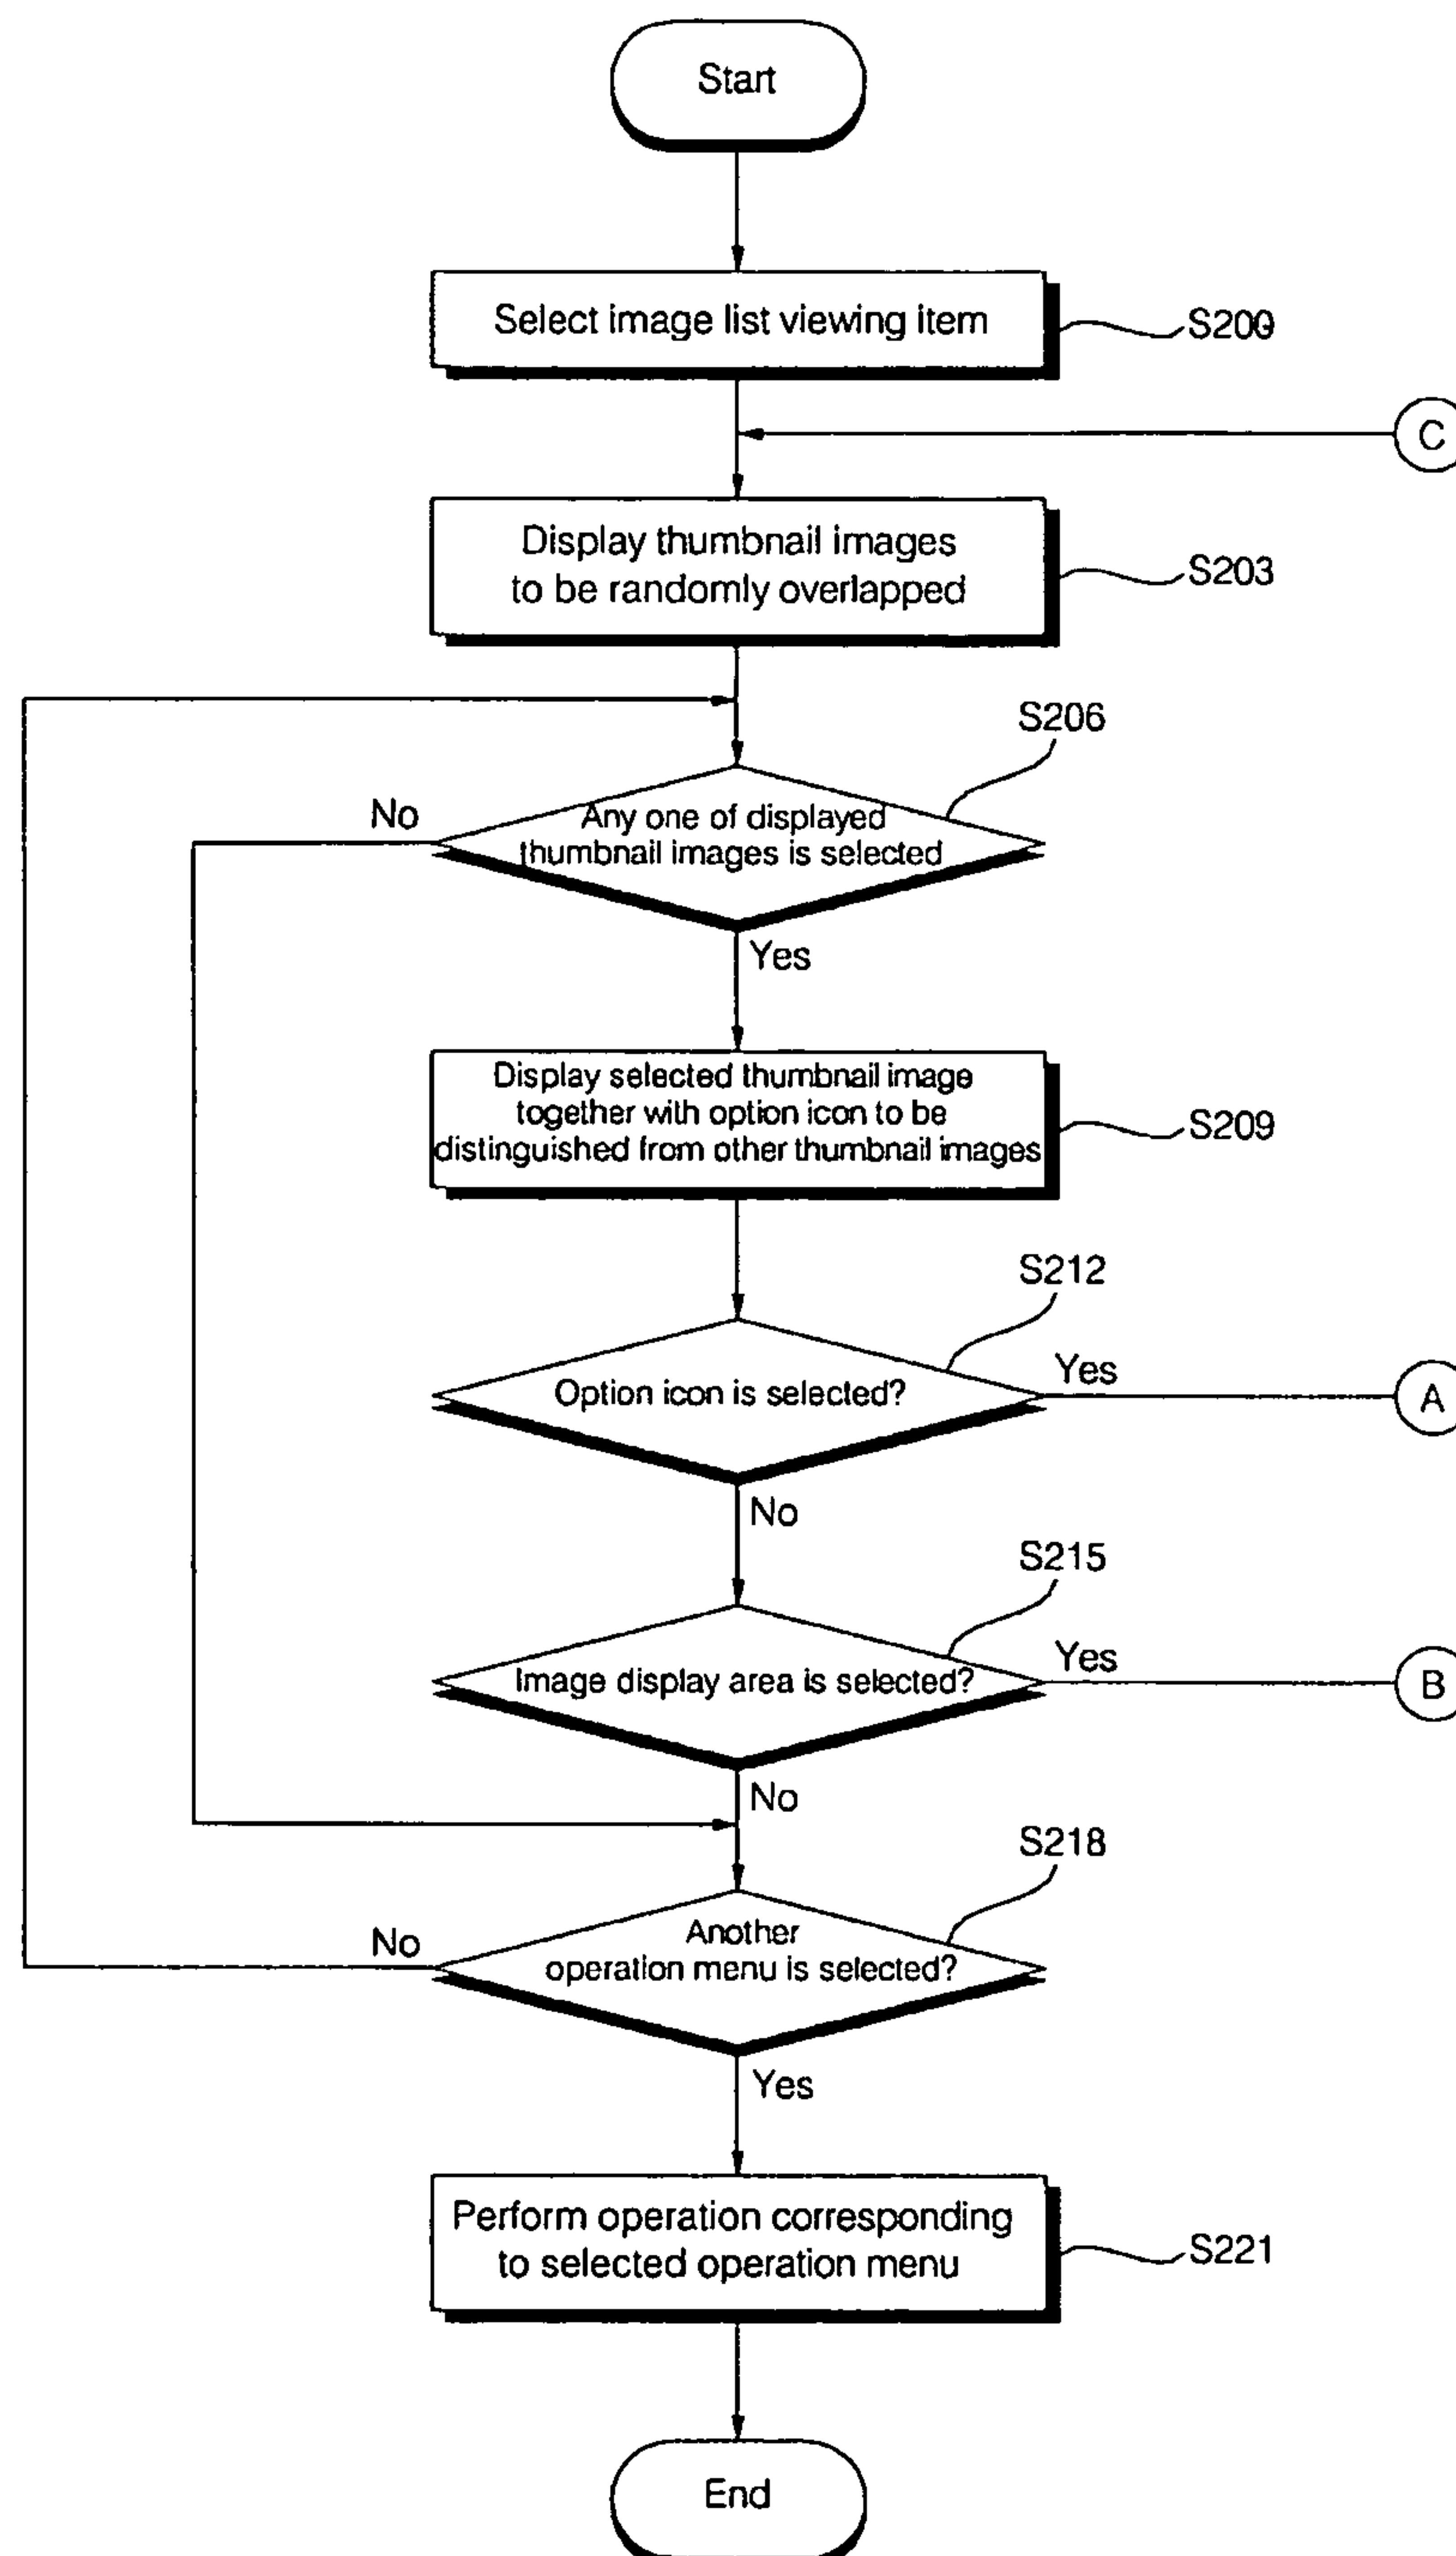 Start
Select image list viewing item
S200
C
Display thumbnail images
to be randomly overlapped
S203
S206
No
Any one of displayed
thumbnail images is selected
Yes
Display selected thumbnail image
together with option icon to be
distinguished from other thumbnail images
S209
S212
Option icon is selected?
Yes
A
No
S215
Image display area is selected?
Yes
B
No
S218
No
Another
operation menu is selected?
Yes
Perform operation corresponding
to selected operation menu
S221
End